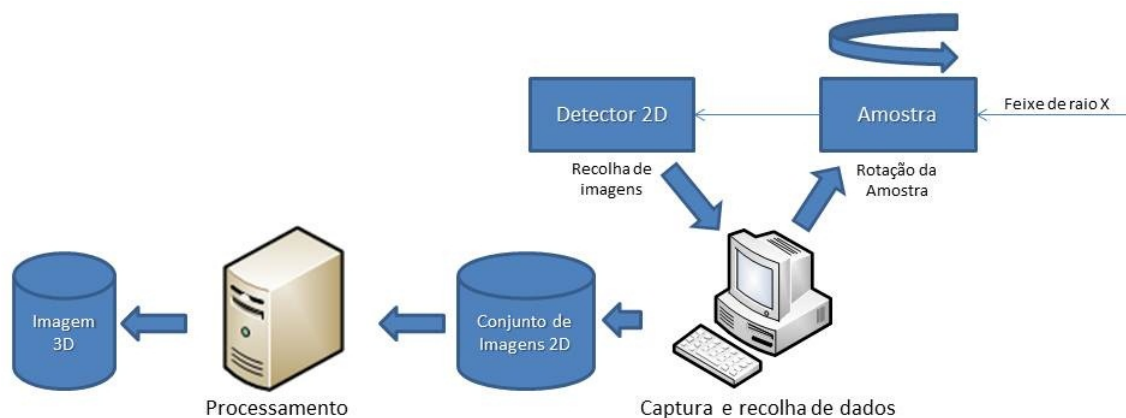 Detector 2D
Amostra
Feixe de raio X
Recolha de
imagens
Rotação da
Amostra
Imagem
3D
Conjunto de
Imagens 2D
Processamento
Captura e recolha de dados